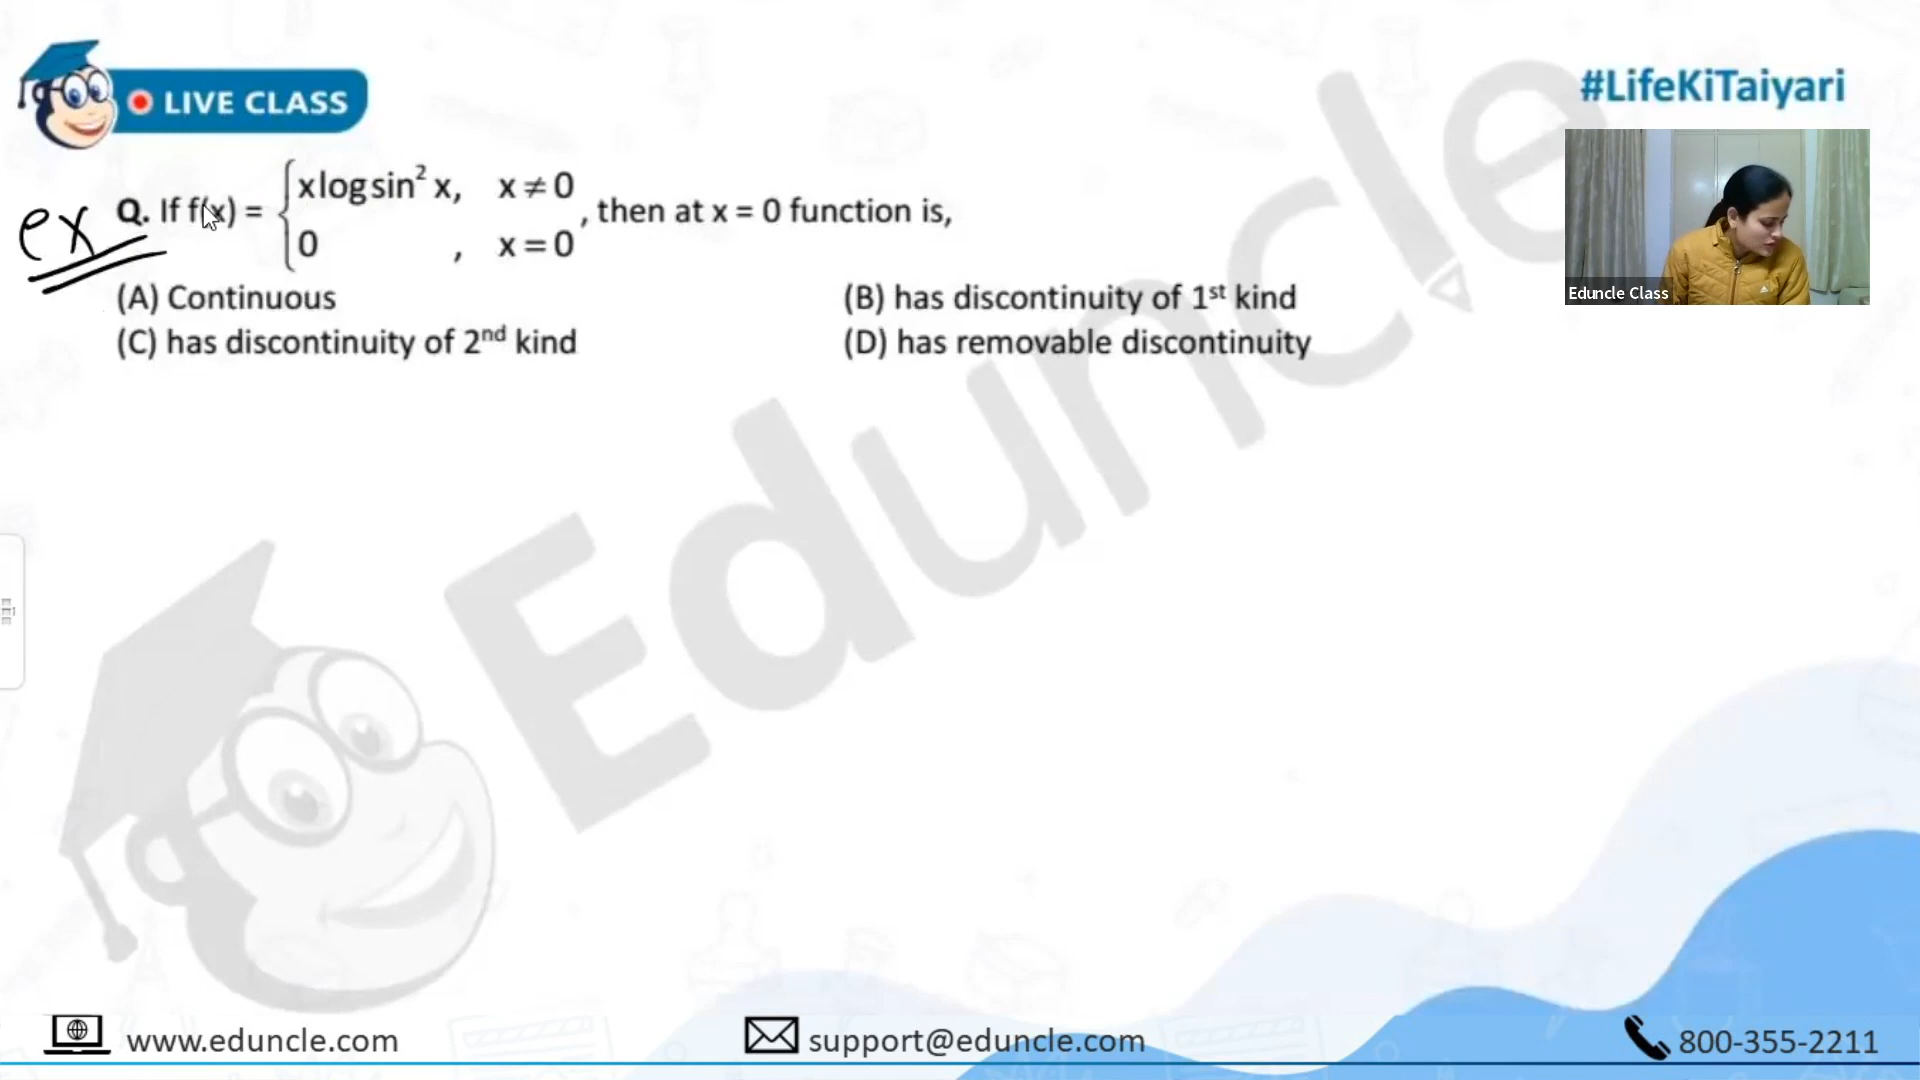 LIVE CLASS
#LifeKiTaiyari
ex
Q. If f(x) = { x log sin² x, x ≠ 0
0 , x = 0 , then at x = 0 function is,
(A) Continuous (B) has discontinuity of 1st kind
(C) has discontinuity of 2nd kind (D) has removable discontinuity
Eduncle Class
Eduncle
www.eduncle.com support@eduncle.com 800-355-2211